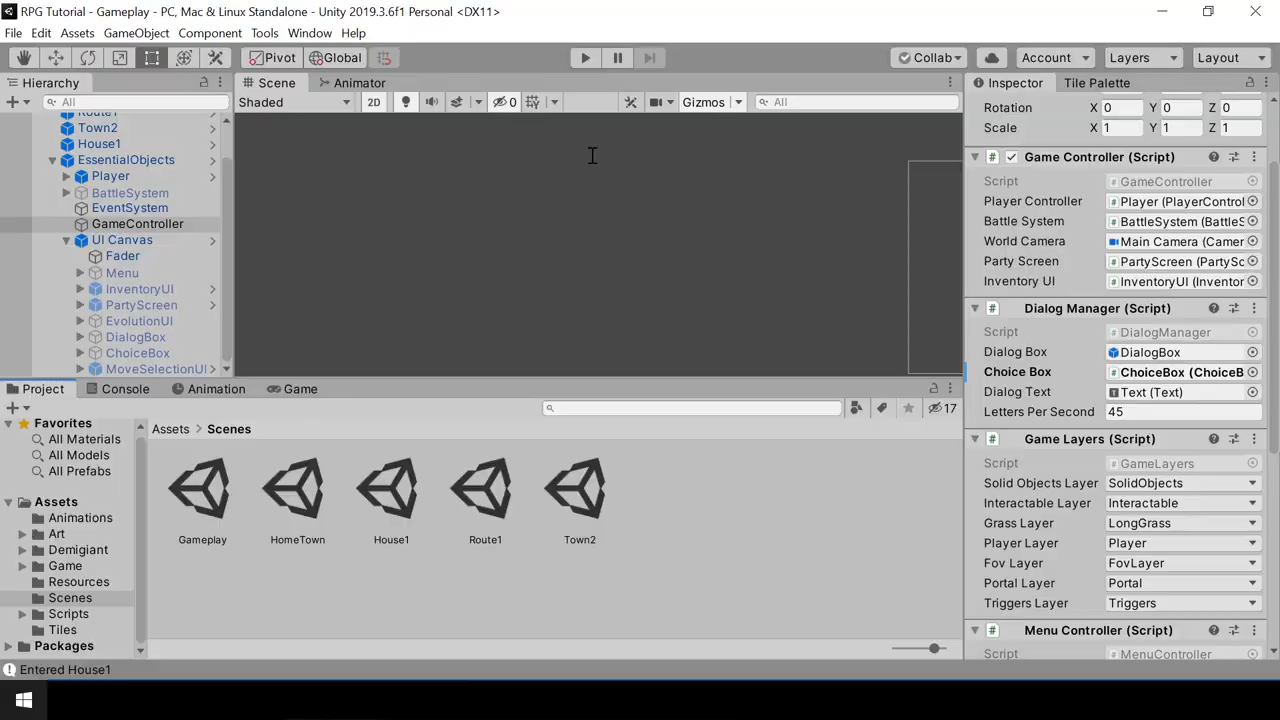 RPG Tutorial - Gameplay - PC, Mac & Linux Standalone - Unity 2019.3.6f1 Personal <DX11>
File Edit Assets GameObject Component Tools Window Help
Pivot Global Collab Account Layers Layout
Hierarchy Scene Animator Inspector Tile Palette
All Shaded 2D 0 Gizmos All
Rotation X 0 Y 0 Z 0
Scale X 1 Y 1 Z 1
Route1
Town2
House1
EssentialObjects
Player
BattleSystem
EventSystem
GameController
UI Canvas
Fader
Menu
InventoryUI
PartyScreen
EvolutionUI
DialogBox
ChoiceBox
MoveSelectionUI
Game Controller (Script)
Script GameController
Player Controller Player (PlayerControl
Battle System BattleSystem (BattleS
World Camera Main Camera (Camer
Party Screen PartyScreen (PartySc
Inventory UI InventoryUI (Inventor
Dialog Manager (Script)
Script DialogManager
Dialog Box DialogBox
Choice Box ChoiceBox (ChoiceB
Dialog Text Text (Text)
Letters Per Second 45
Game Layers (Script)
Script GameLayers
Solid Objects Layer SolidObjects
Interactable Layer Interactable
Grass Layer LongGrass
Player Layer Player
Fov Layer FovLayer
Portal Layer Portal
Triggers Layer Triggers
Menu Controller (Script)
Script MenuController
Project Console Animation Game
17
Favorites
All Materials
All Models
All Prefabs
Assets
Animations
Art
Demigiant
Game
Resources
Scenes
Scripts
Tiles
Packages
Assets > Scenes
Gameplay HomeTown House1 Route1 Town2
Entered House1